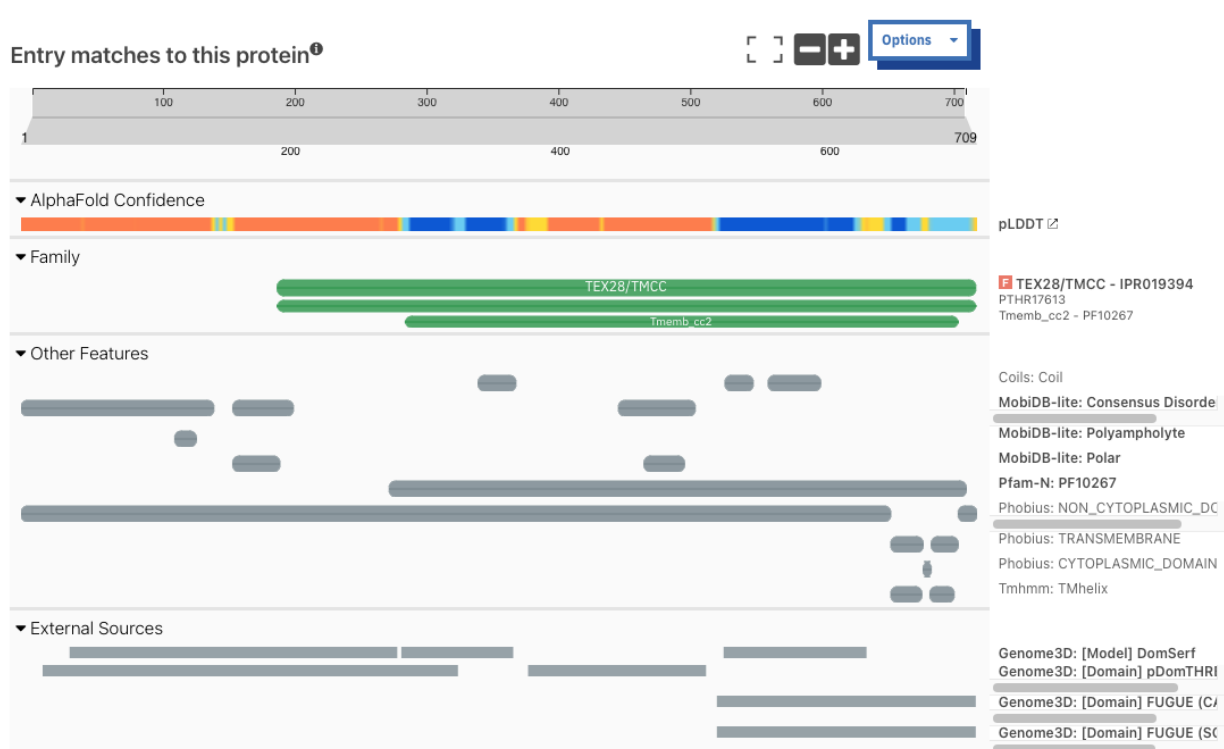 Entry matches to this protein
Options
100 200 300 400 500 600 700
1 709
200 400 600
AlphaFold Confidence
pLDDT
Family
TEX28/TMCC
F TEX28/TMCC - IPR019394
PTHR17613
Tmemb_cc2
Tmemb_cc2 - PF10267
Other Features
Coils: Coil
MobiDB-lite: Consensus Disorde
MobiDB-lite: Polyampholyte
MobiDB-lite: Polar
Pfam-N: PF10267
Phobius: NON_CYTOPLASMIC_DO
Phobius: TRANSMEMBRANE
Phobius: CYTOPLASMIC_DOMAIN
Tmhmm: TMhelix
External Sources
Genome3D: [Model] DomSerf
Genome3D: [Domain] pDomTHRE
Genome3D: [Domain] FUGUE (CA
Genome3D: [Domain] FUGUE (SC